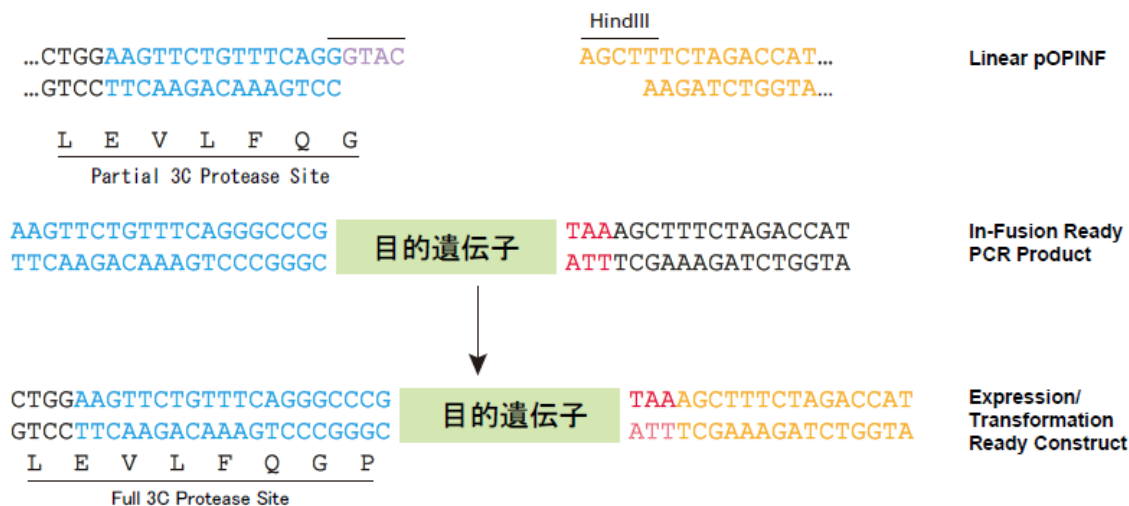 HindIII
...CTGGAAGTTCTGTTTCAGGGTAC AGCTTTCTAGACCAT... Linear pOPINF
...GTCCTTCAAGACAAAGTCC AAGATCTGGTA...
L E V L F Q G
Partial 3C Protease Site
AAGTTCTGTTTCAGGGCCCG 目的遺伝子 TAAAGCTTTCTAGACCAT In-Fusion Ready
TTCAAGACAAAGTCCCGGGC ATTTCGAAAGATCTGGTA PCR Product
CTGGAAGTTCTGTTTCAGGGCCCG 目的遺伝子 TAAAGCTTTCTAGACCAT Expression/
GTCCTTCAAGACAAAGTCCCGGGC ATTTCGAAAGATCTGGTA Transformation
Ready Construct
L E V L F Q G P
Full 3C Protease Site